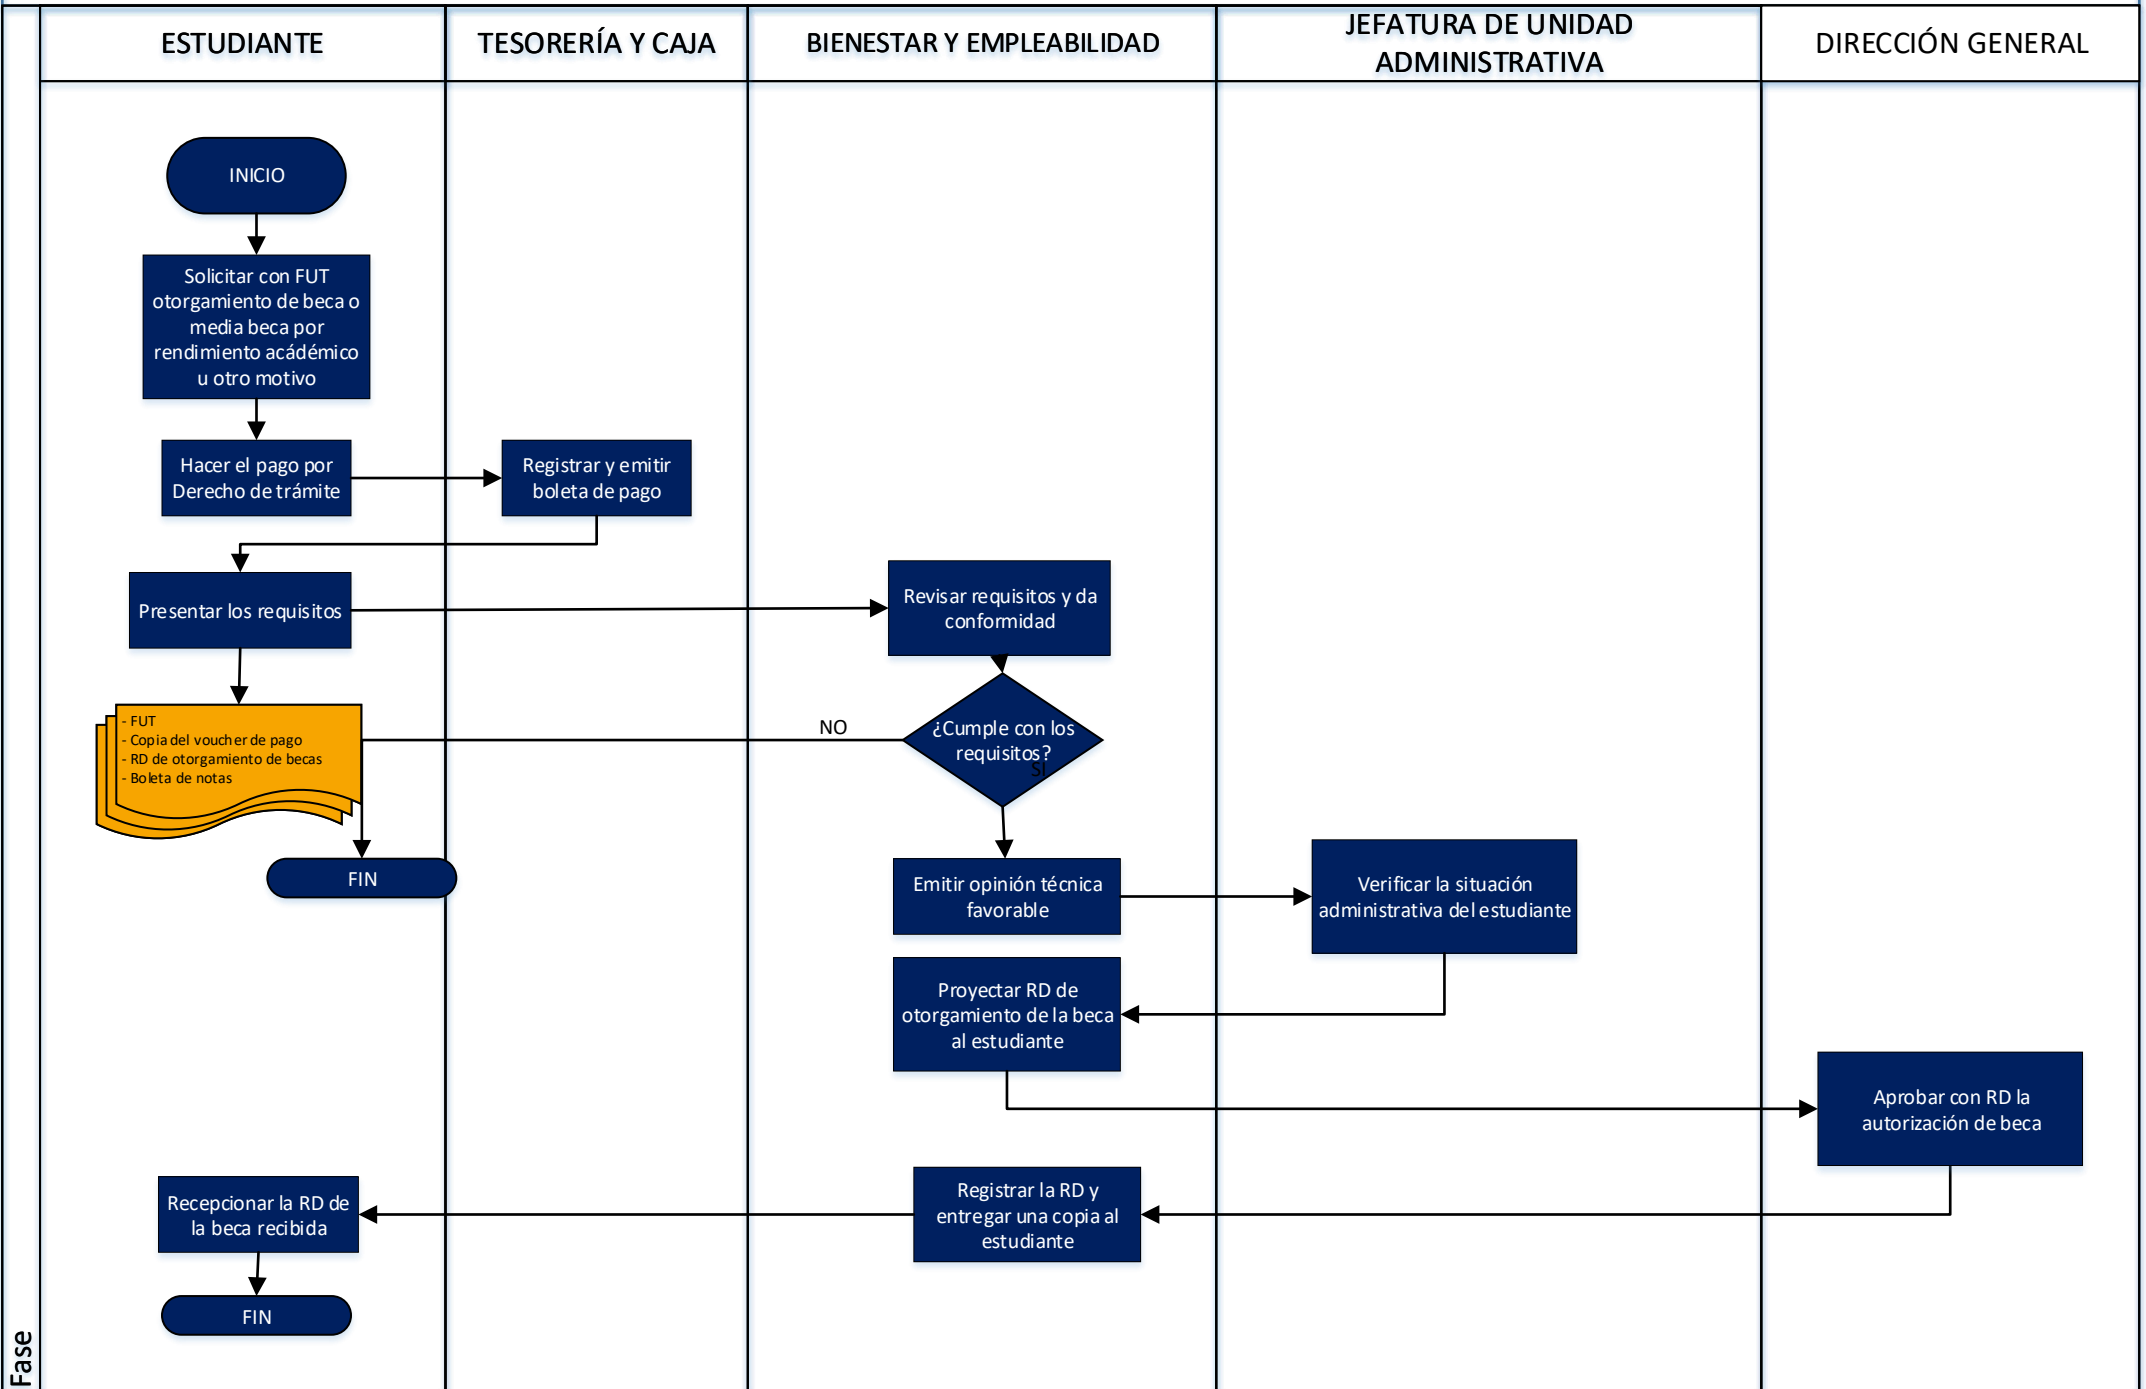 ESTUDIANTE
TESORERÍA Y CAJA
BIENESTAR Y EMPLEABILIDAD
JEFATURA DE UNIDAD
ADMINISTRATIVA
DIRECCIÓN GENERAL
INICIO
Solicitar con FUT
otorgamiento de beca o
media beca por
rendimiento acádémico
u otro motivo
Hacer el pago por
Derecho de trámite
Registrar y emitir
boleta de pago
Presentar los requisitos
Revisar requisitos y da
conformidad
- FUT
- Copia del voucher de pago
- RD de otorgamiento de becas
- Boleta de notas
NO
¿Cumple con los
requisitos?
SÍ
FIN
Emitir opinión técnica
favorable
Verificar la situación
administrativa del estudiante
Proyectar RD de
otorgamiento de la beca
al estudiante
Aprobar con RD la
autorización de beca
Registrar la RD y
entregar una copia al
estudiante
Recepcionar la RD de
la beca recibida
FIN
Fase